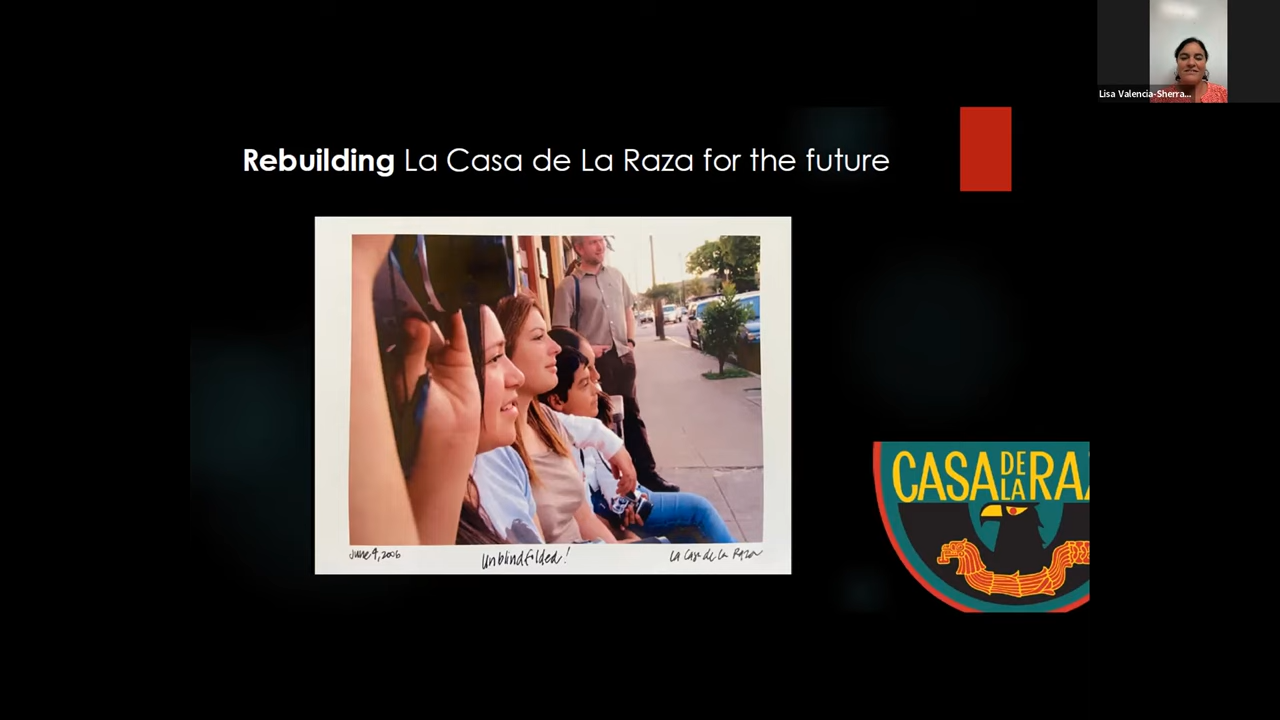 Lisa Valencia-Sherra...
Rebuilding La Casa de La Raza for the future
June 9, 2006
Unblindfolded!
La Casa de La Raza
CASA DE LA RAZ